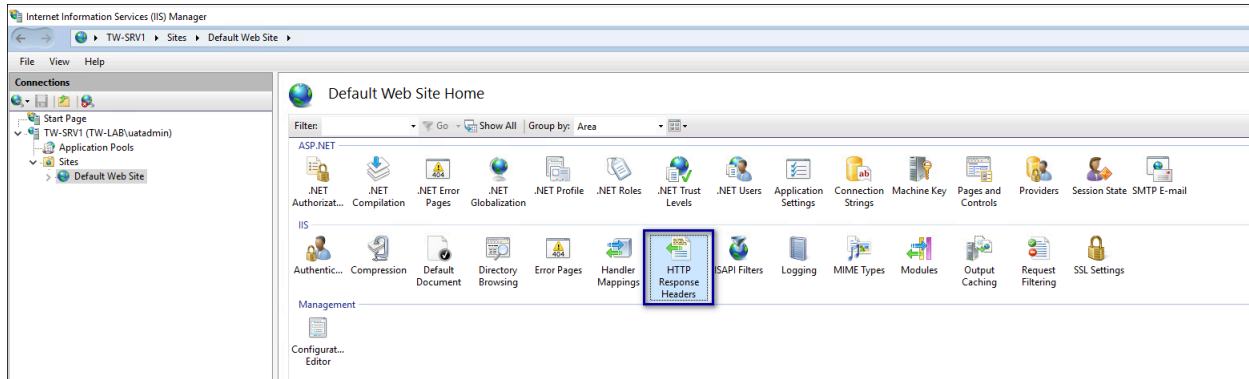 Internet Information Services (IIS) Manager
TW-SRV1 Sites Default Web Site
File View Help
Connections
Start Page
TW-SRV1 (TW-LAB\uatadmin)
Application Pools
Sites
Default Web Site
Default Web Site Home
Filter: Go Show All Group by: Area
ASP.NET
.NET Authorizat...
.NET Compilation
.NET Error Pages
.NET Globalization
.NET Profile
.NET Roles
.NET Trust Levels
.NET Users
Application Settings
Connection Strings
Machine Key
Pages and Controls
Providers
Session State
SMTP E-mail
IIS
Authentic...
Compression
Default Document
Directory Browsing
Error Pages
Handler Mappings
HTTP Response Headers
ISAPI Filters
Logging
MIME Types
Modules
Output Caching
Request Filtering
SSL Settings
Management
Configurat... Editor